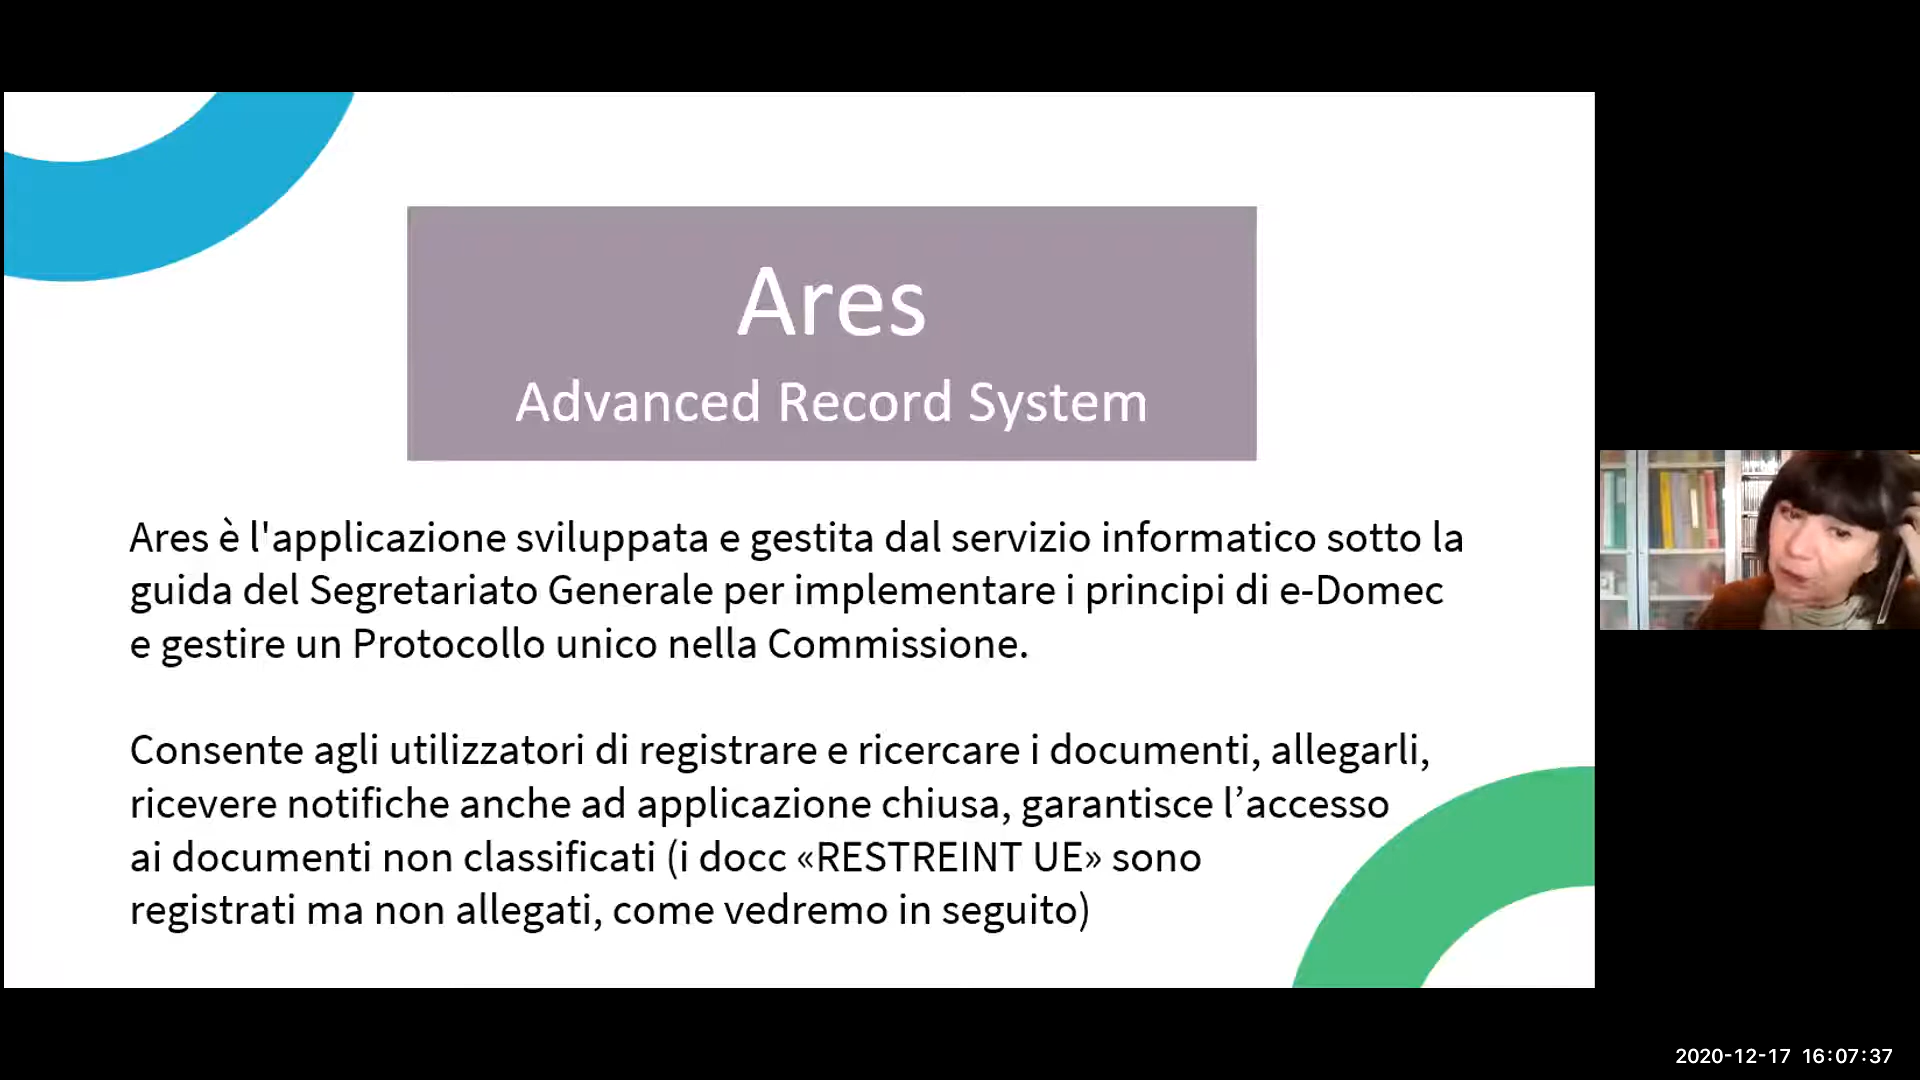 Ares
Advanced Record System
Ares è l'applicazione sviluppata e gestita dal servizio informatico sotto la
guida del Segretariato Generale per implementare i principi di e-Domec
e gestire un Protocollo unico nella Commissione.
Consente agli utilizzatori di registrare e ricercare i documenti, allegarli,
ricevere notifiche anche ad applicazione chiusa, garantisce l’accesso
ai documenti non classificati (i docc «RESTREINT UE» sono
registrati ma non allegati, come vedremo in seguito)
2020-12-17 16:07:37